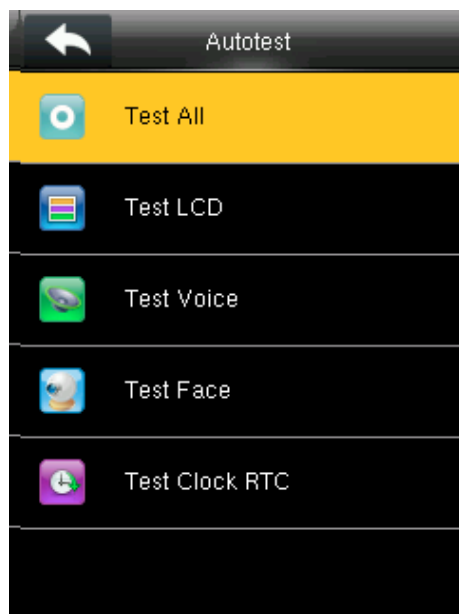 Autotest
Test All
Test LCD
Test Voice
Test Face
Test Clock RTC